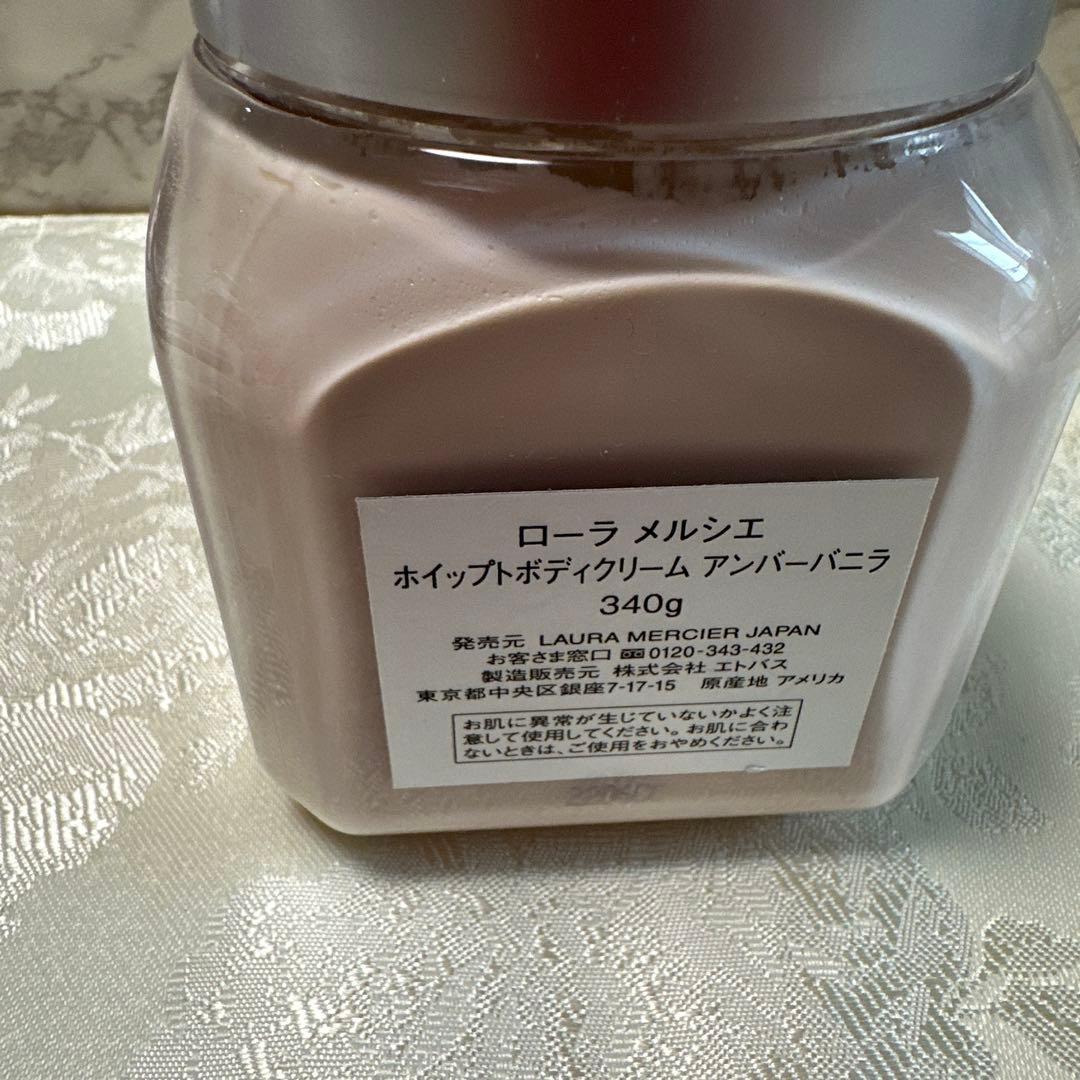 ローラ メルシエ
ホイップトボディクリーム アンバーバニラ
340g
発売元 LAURA MERCIER JAPAN
お客さま窓口 0120-343-432
製造販売元 株式会社 エトバス
東京都中央区銀座7-17-15 原産地 アメリカ
お肌に異常が生じていないかよく注
意して使用してください。お肌に合わ
ないときは、ご使用をおやめください。